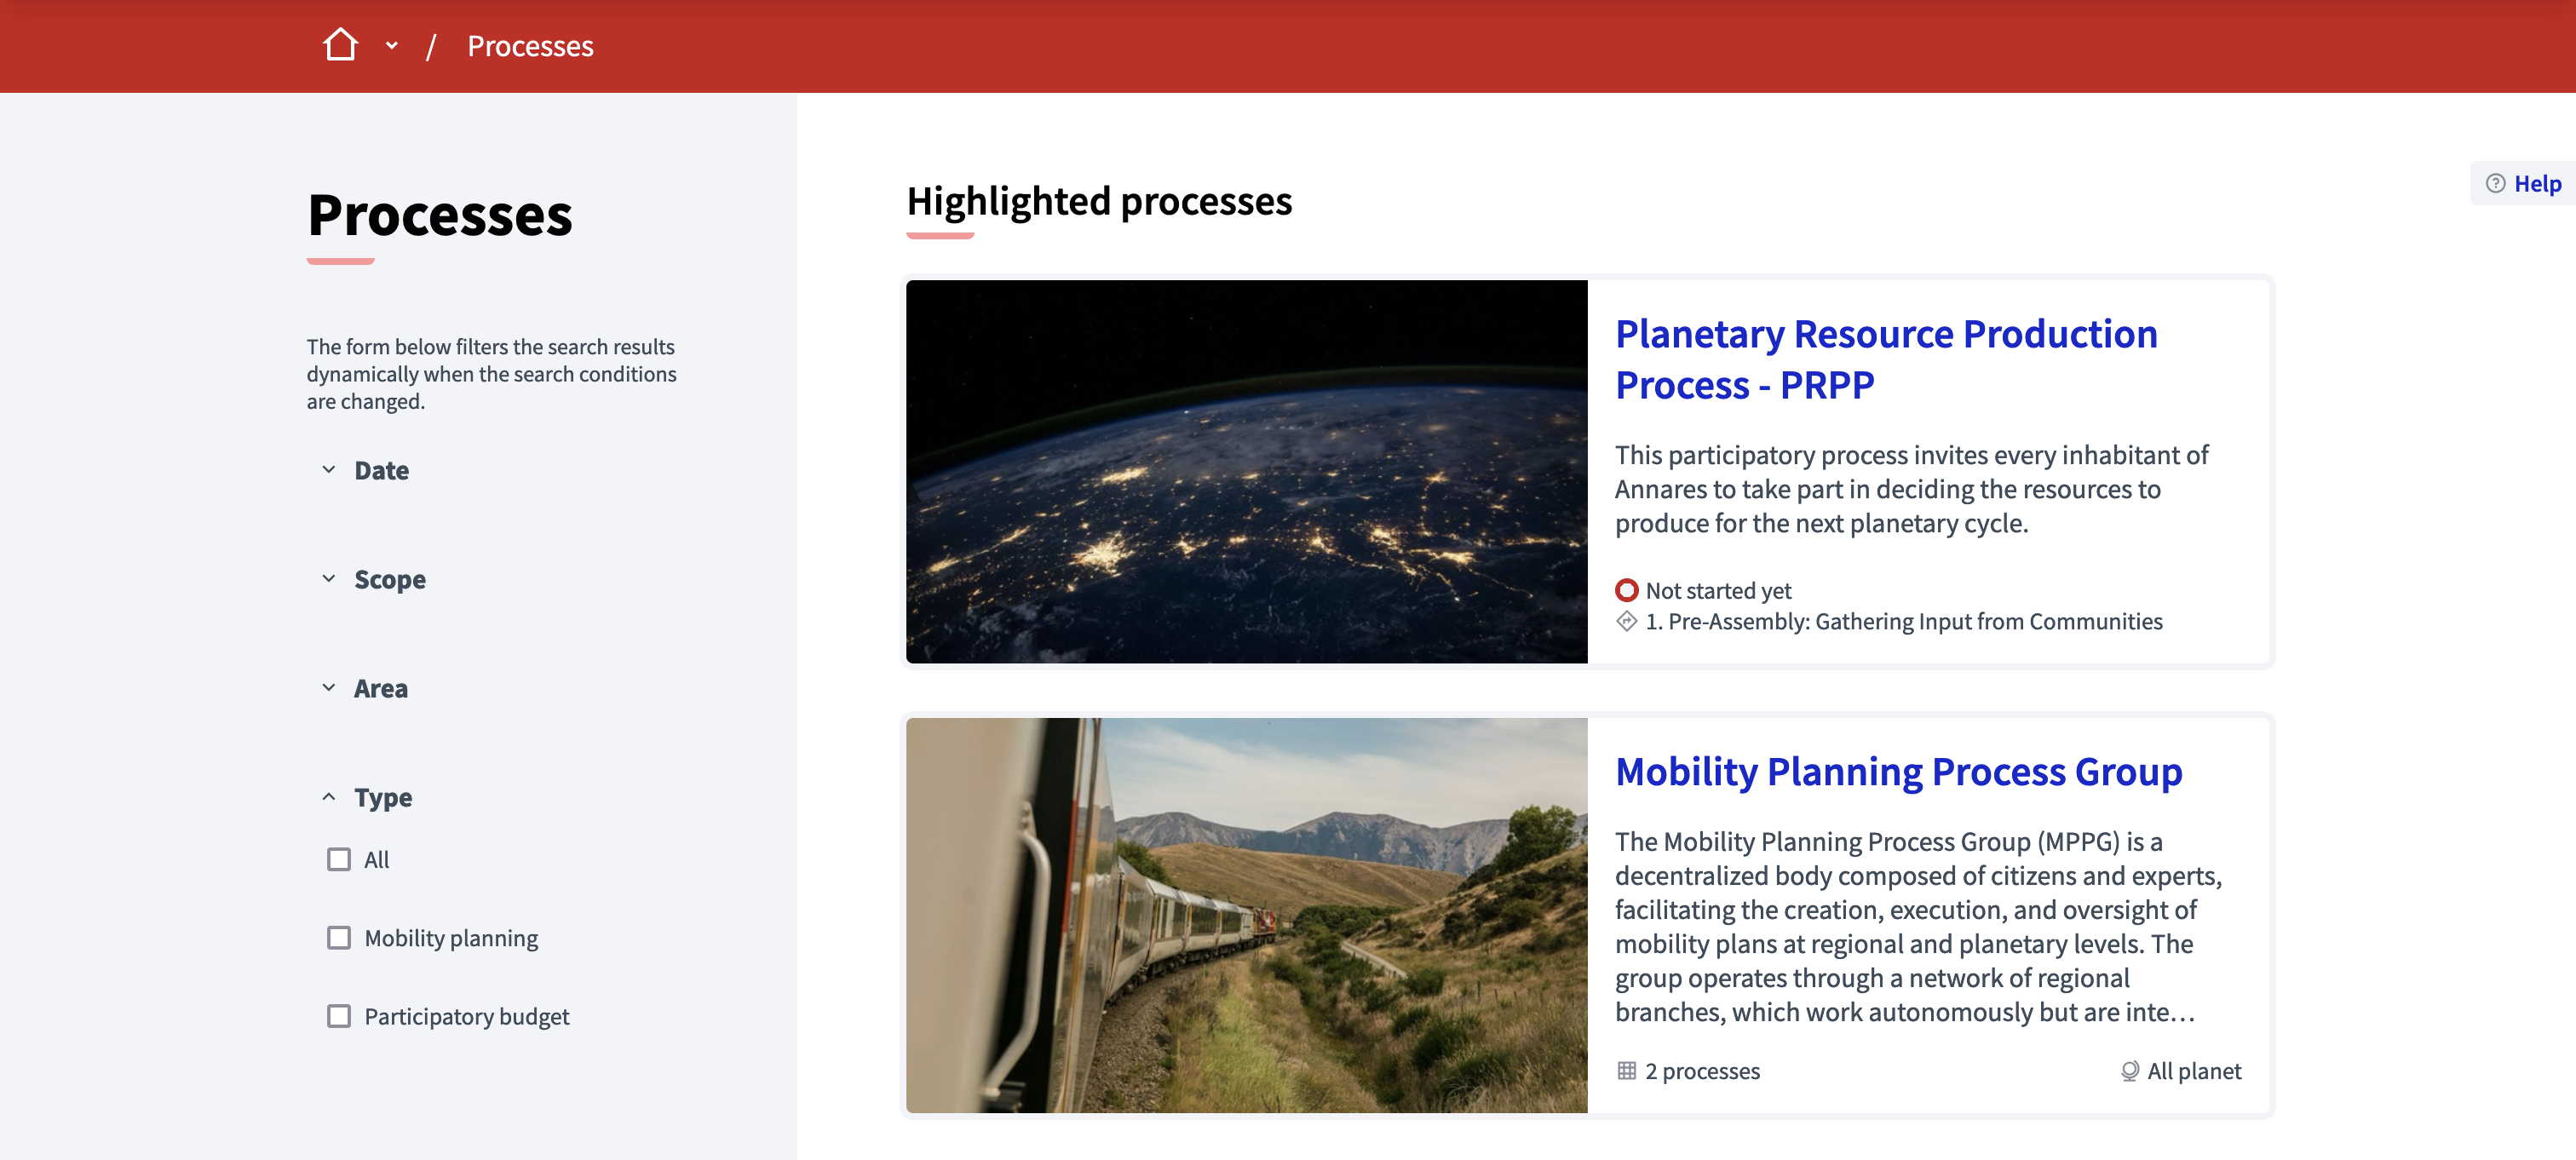 / Processes
Processes
The form below filters the search results
dynamically when the search conditions
are changed.
Date
Scope
Area
Type
All
Mobility planning
Participatory budget
Highlighted processes
Help
Planetary Resource Production
Process - PRPP
This participatory process invites every inhabitant of
Annares to take part in deciding the resources to
produce for the next planetary cycle.
Not started yet
1. Pre-Assembly: Gathering Input from Communities
Mobility Planning Process Group
The Mobility Planning Process Group (MPPG) is a
decentralized body composed of citizens and experts,
facilitating the creation, execution, and oversight of
mobility plans at regional and planetary levels. The
group operates through a network of regional
branches, which work autonomously but are inte…
2 processes
All planet